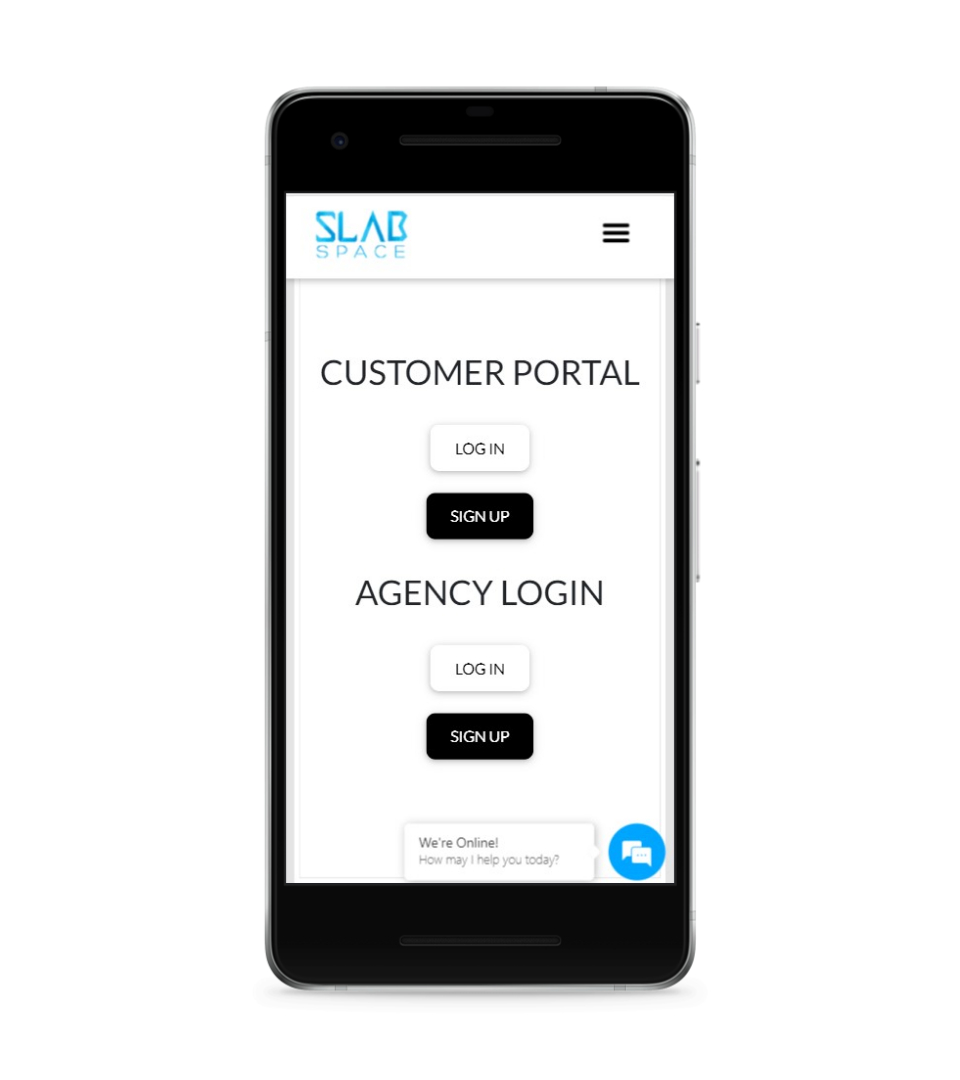 SLAB
SPACE
CUSTOMER PORTAL
LOG IN
SIGN UP
AGENCY LOGIN
LOG IN
SIGN UP
We're Online!
How may I help you today?